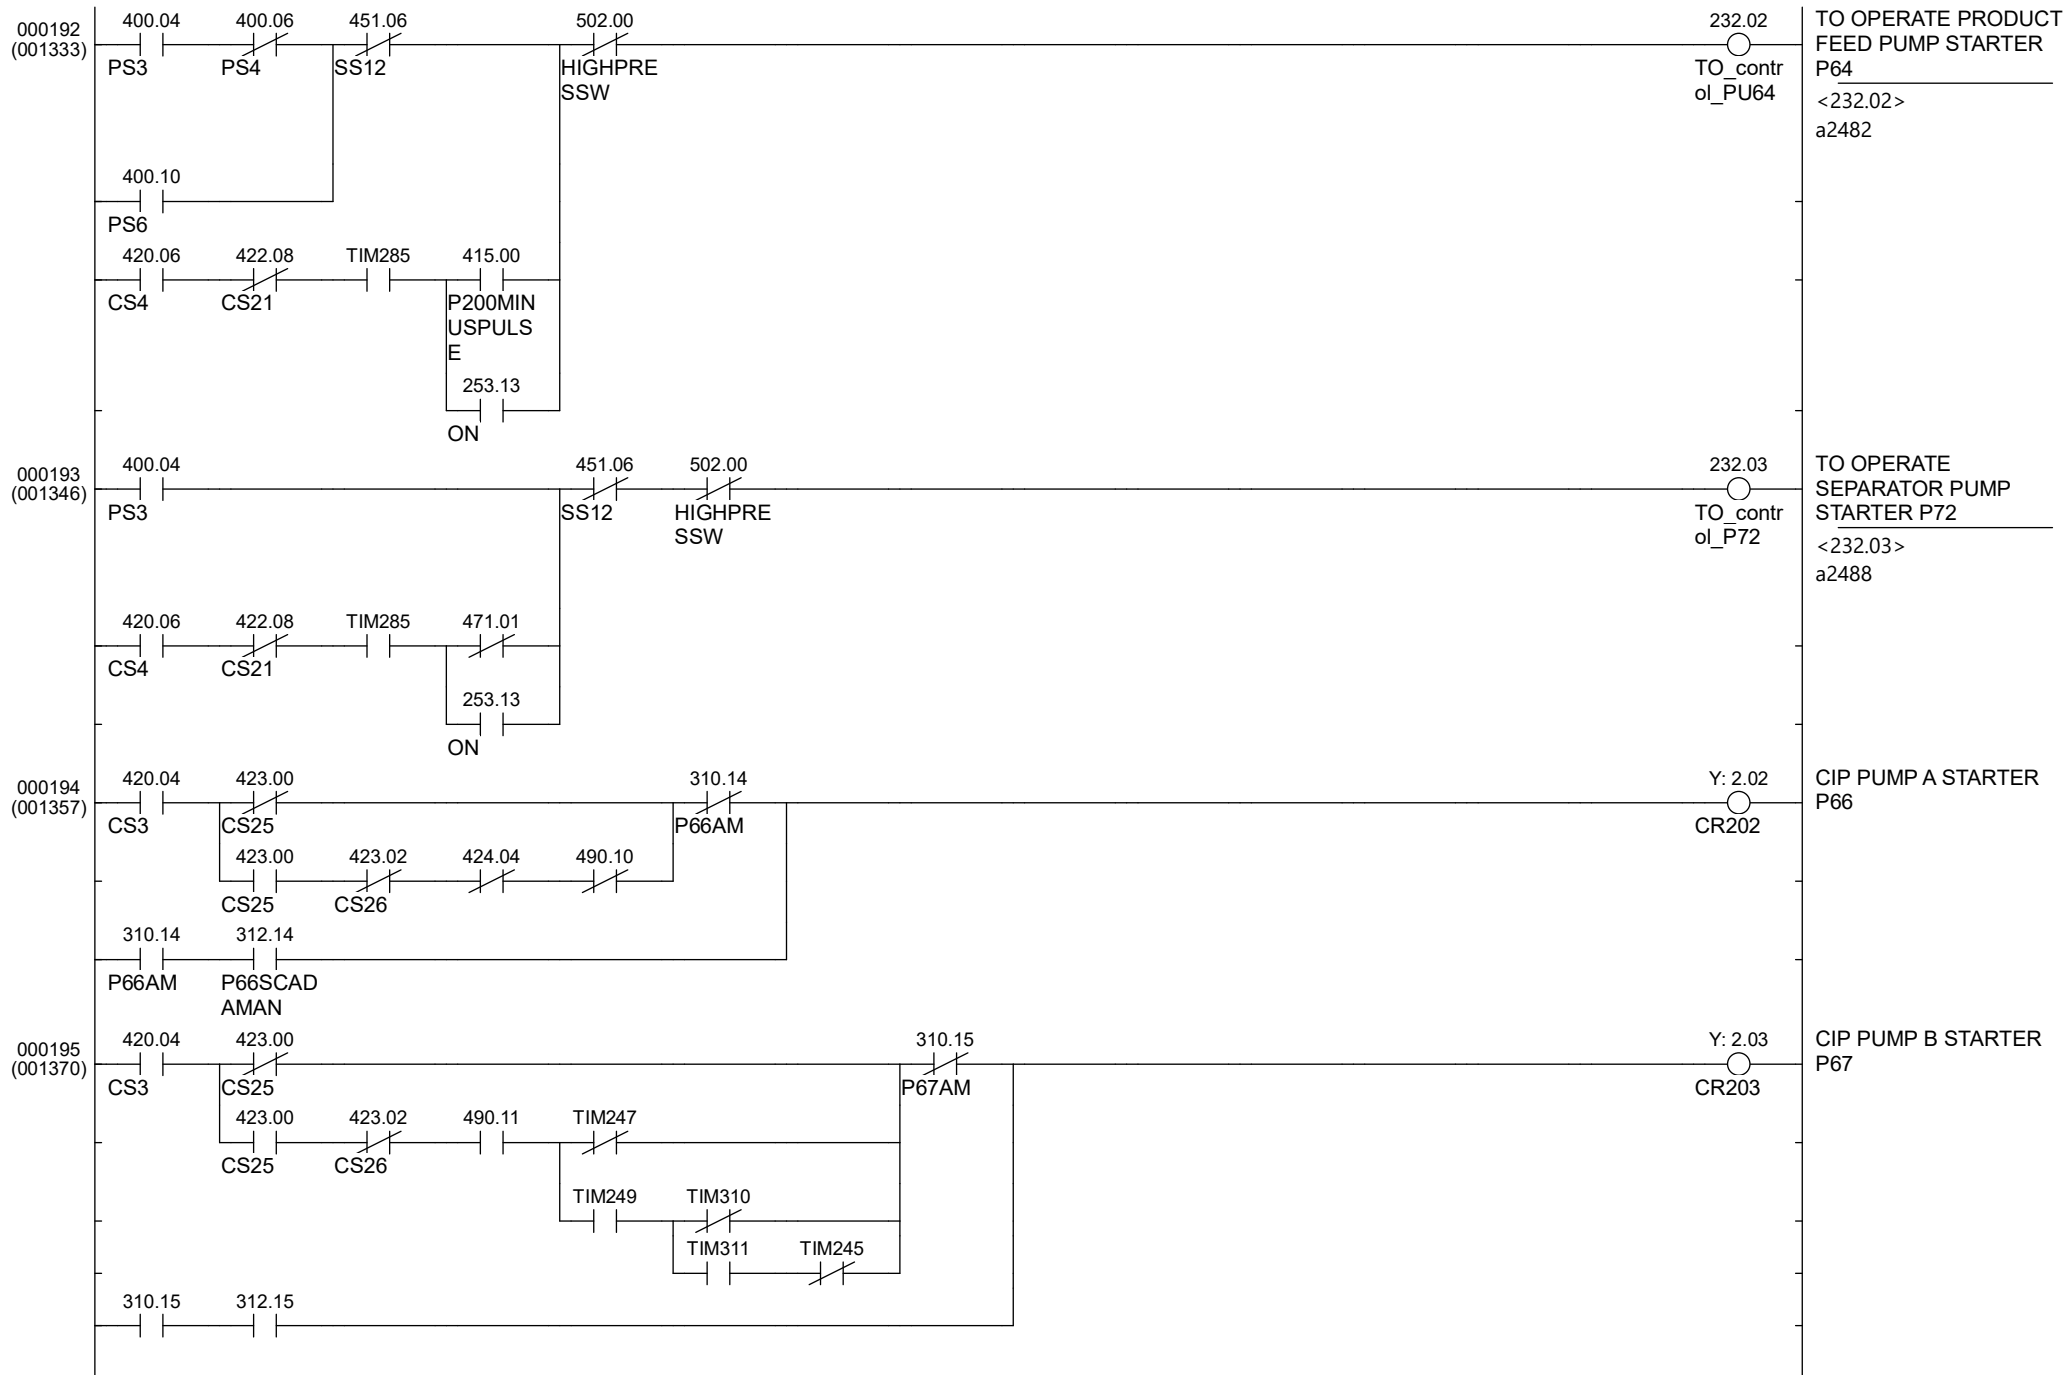 000192
(001333)
400.04 400.06 451.06 502.00 232.02
PS3 PS4 SS12 HIGHPRE
SSW
TO_contr
ol_PU64
TO OPERATE PRODUCT
FEED PUMP STARTER
P64
<232.02>
a2482
400.10
PS6
420.06 422.08 TIM285 415.00
CS4 CS21 P200MIN
USPULS
E
253.13
ON
000193
(001346)
400.04 451.06 502.00 232.03
PS3 SS12 HIGHPRE
SSW
TO_contr
ol_P72
TO OPERATE
SEPARATOR PUMP
STARTER P72
<232.03>
a2488
420.06 422.08 TIM285 471.01
CS4 CS21
253.13
ON
000194
(001357)
420.04 423.00 310.14 Y: 2.02
CS3 CS25 P66AM CR202
CIP PUMP A STARTER
P66
423.00 423.02 424.04 490.10
CS25 CS26
310.14 312.14
P66AM P66SCAD
AMAN
000195
(001370)
420.04 423.00 310.15 Y: 2.03
CS3 CS25 P67AM CR203
CIP PUMP B STARTER
P67
423.00 423.02 490.11 TIM247
CS25 CS26
TIM249 TIM310
TIM311 TIM245
310.15 312.15